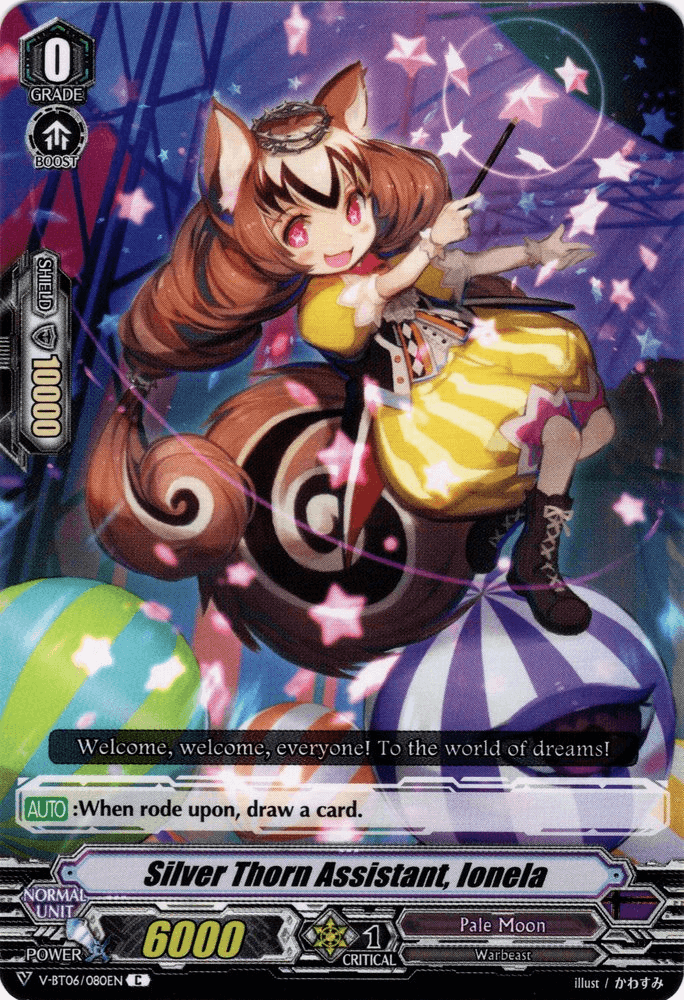 0
GRADE
BOOST
SHIELD
10000
Welcome, welcome, everyone! To the world of dreams!
AUTO :When rode upon, draw a card.
Silver Thorn Assistant, Ionela
NORMAL
UNIT
POWER
6000
1
CRITICAL
Pale Moon
Warbeast
V-BT06/080EN C
illust / かわすみ